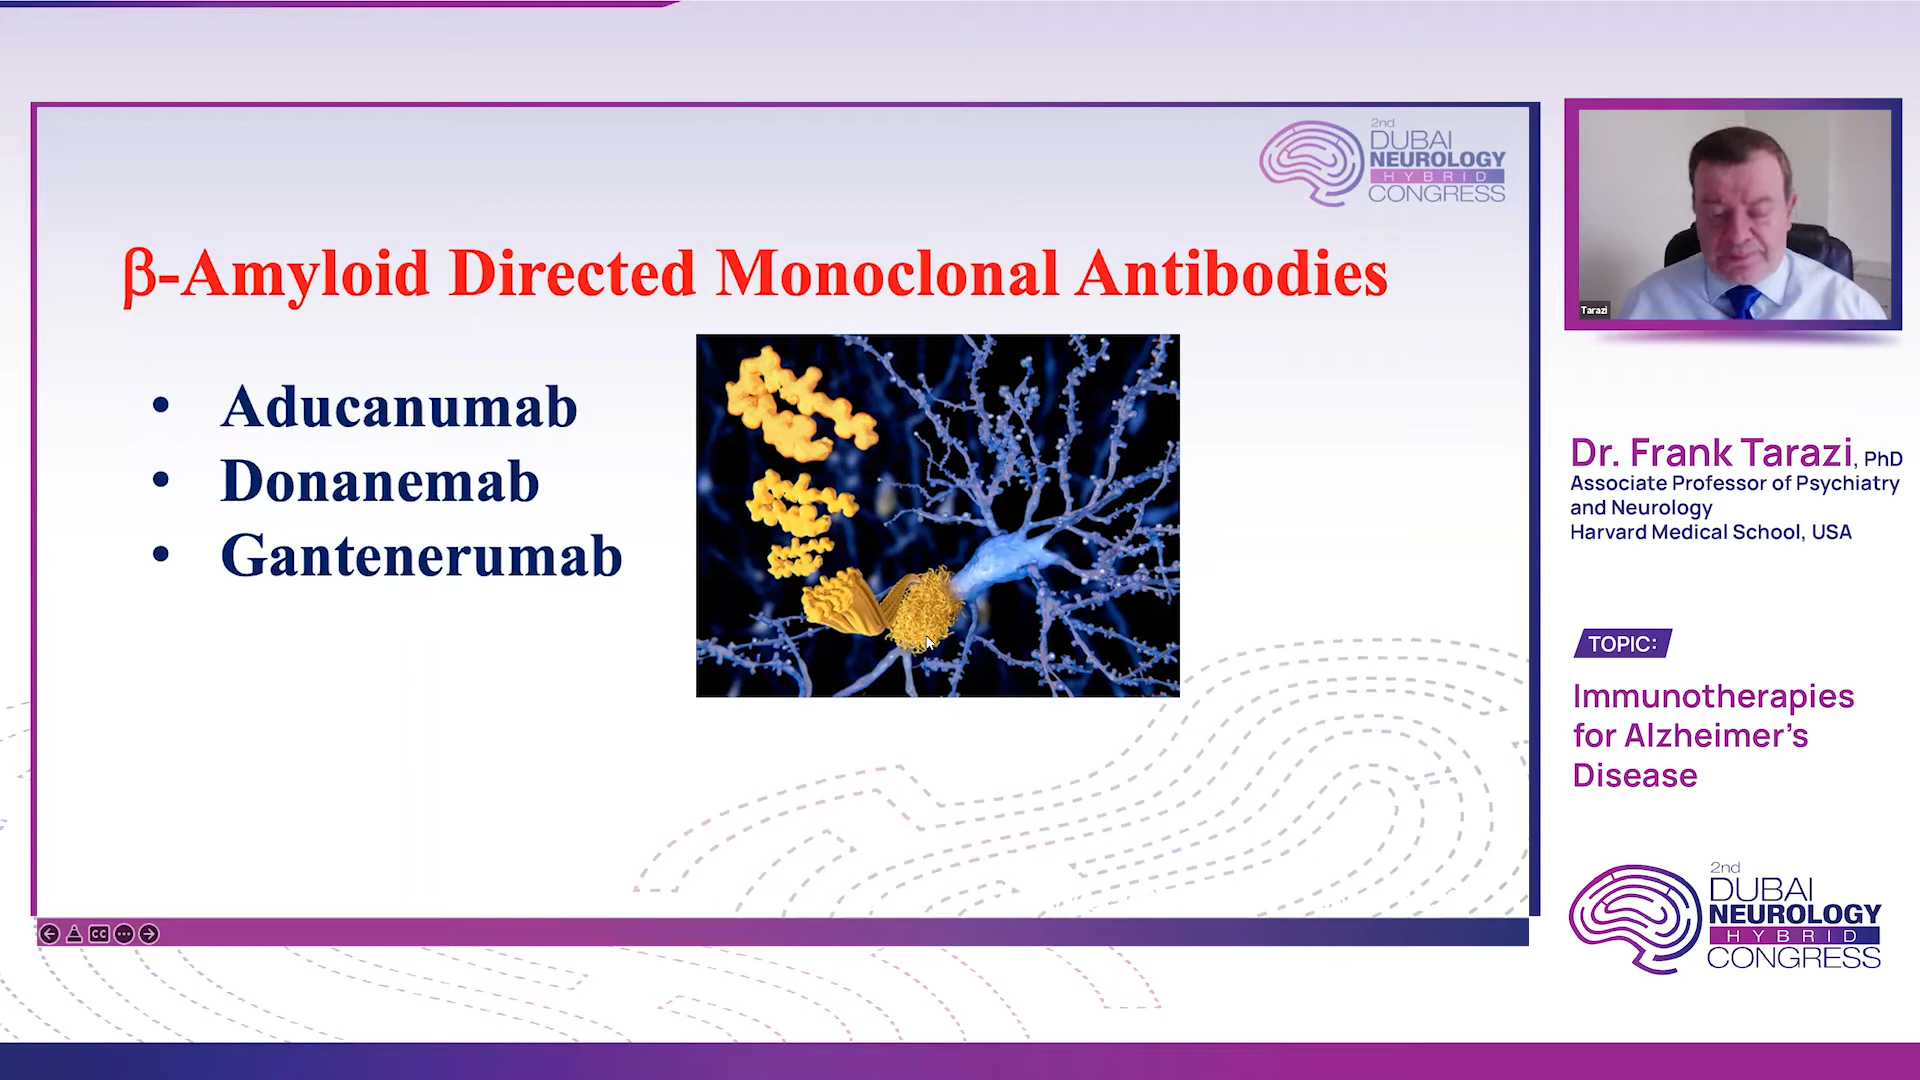 2nd
DUBAI
NEUROLOGY
HYBRID
CONGRESS
β-Amyloid Directed Monoclonal Antibodies
• Aducanumab
• Donanemab
• Gantenerumab
CC
Tarazi
Dr. Frank Tarazi, PhD
Associate Professor of Psychiatry
and Neurology
Harvard Medical School, USA
TOPIC:
Immunotherapies
for Alzheimer's
Disease
2nd
DUBAI
NEUROLOGY
HYBRID
CONGRESS